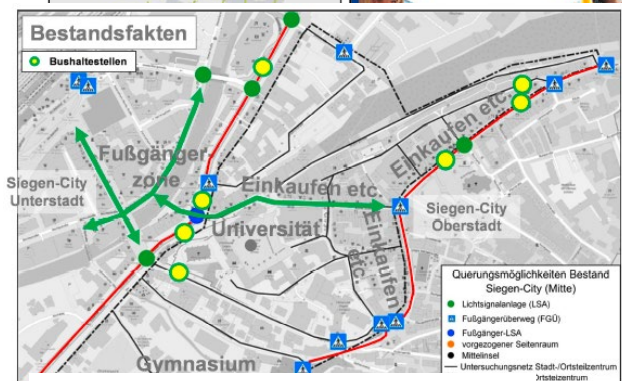 Bestandsfakten
Bushaltestellen
Fußgänger
zone
Siegen-City
Unterstadt
Einkaufen etc.
Universität
Einkaufen etc.
Siegen-City
Oberstadt
Einkaufen
etc.
Gymnasium
Querungsmöglichkeiten Bestand
Siegen-City (Mitte)
Lichtsignalanlage (LSA)
Fußgängerüberweg (FGÜ)
Fußgänger-LSA
vorgezogener Seitenraum
Mittelinsel
Untersuchungsnetz Stadt-/Ortsteilzentrum
Ortsteilzentrum